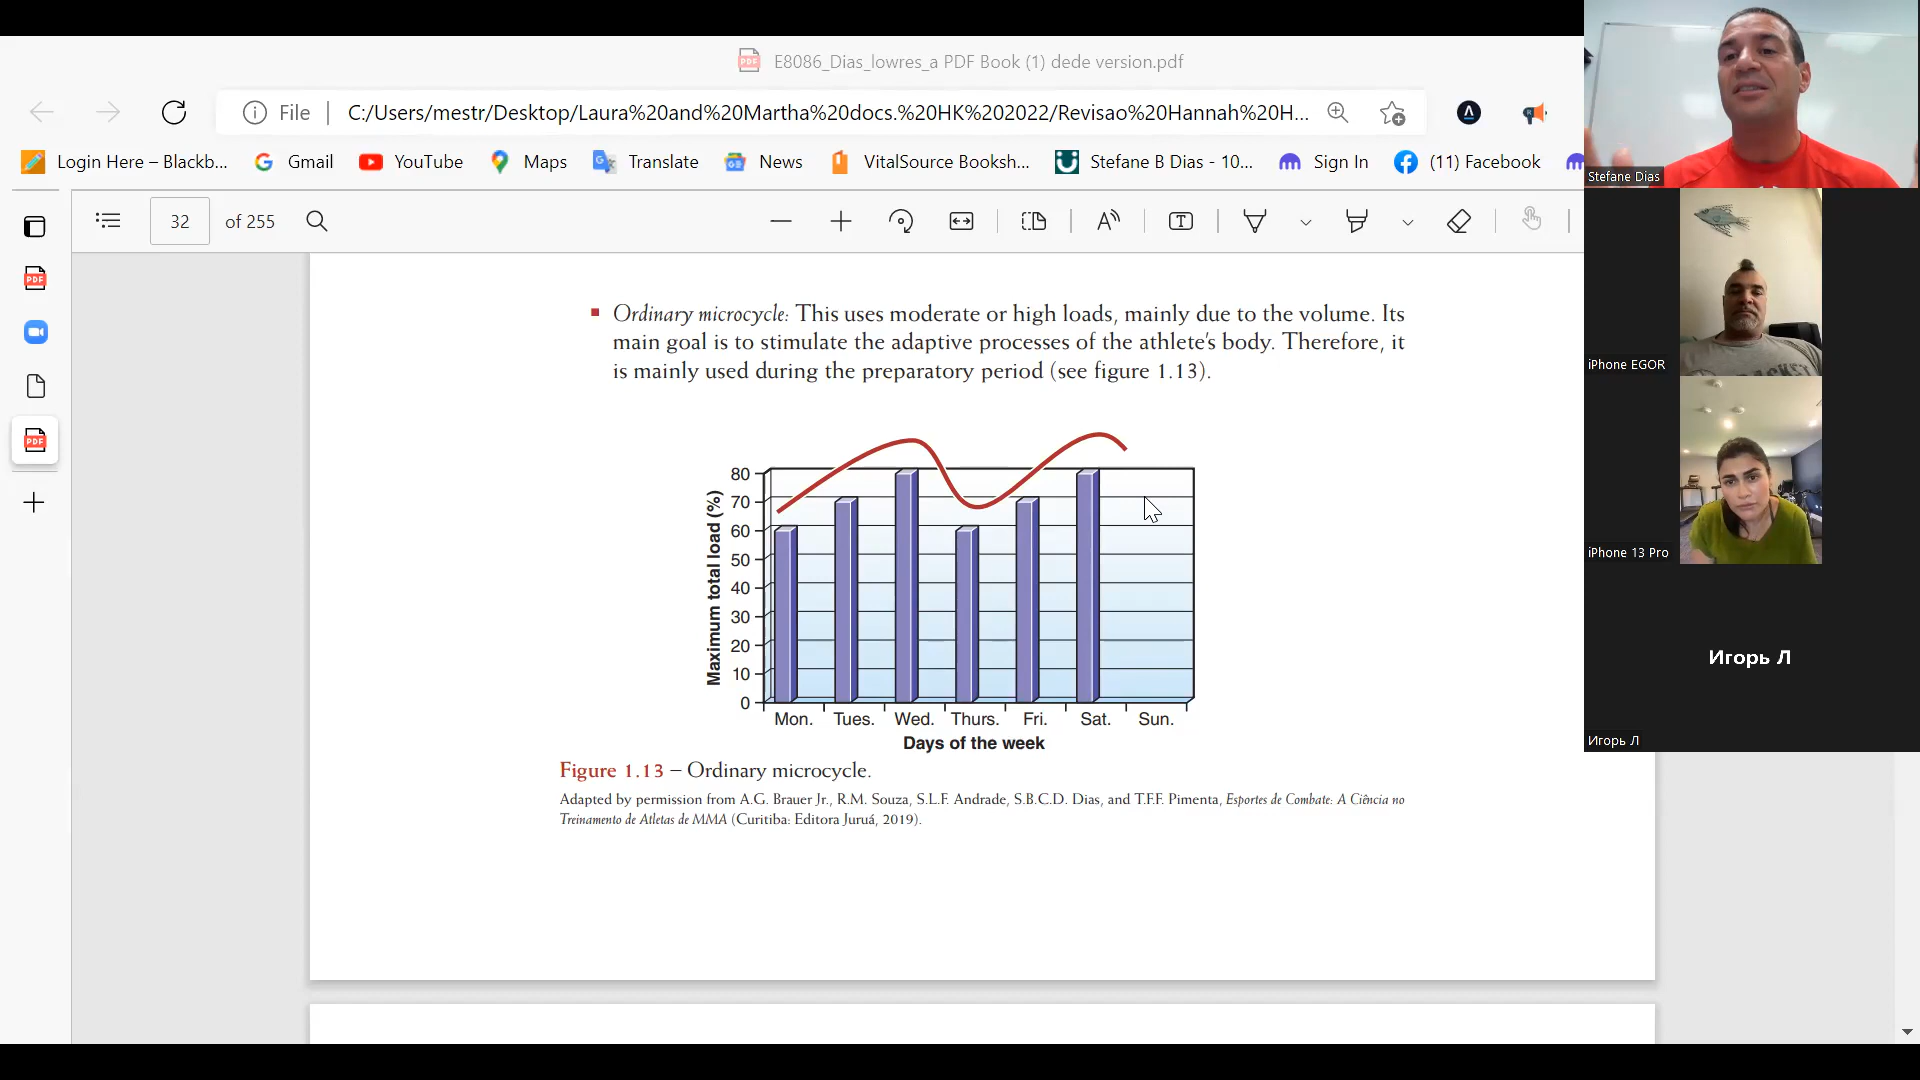 E8086_Dias_lowres_a PDF Book (1) dede version.pdf
File | C:/Users/mestr/Desktop/Laura%20and%20Martha%20docs.%20HK%202022/Revisao%20Hannah%20H...
Login Here – Blackb... Gmail YouTube Maps Translate News VitalSource Booksh... Stefane B Dias - 10... Sign In (11) Facebook
32 of 255
Ordinary microcycle: This uses moderate or high loads, mainly due to the volume. Its
main goal is to stimulate the adaptive processes of the athlete's body. Therefore, it
is mainly used during the preparatory period (see figure 1.13).
Maximum total load (%)
80
70
60
50
40
30
20
10
0
Mon. Tues. Wed. Thurs. Fri. Sat. Sun.
Days of the week
Figure 1.13 – Ordinary microcycle.
Adapted by permission from A.G. Brauer Jr., R.M. Souza, S.L.F. Andrade, S.B.C.D. Dias, and T.F.F. Pimenta, Esportes de Combate: A Ciência no
Treinamento de Atletas de MMA (Curitiba: Editora Juruá, 2019).
Stefane Dias
iPhone EGOR
iPhone 13 Pro
Игорь Л
Игорь Л